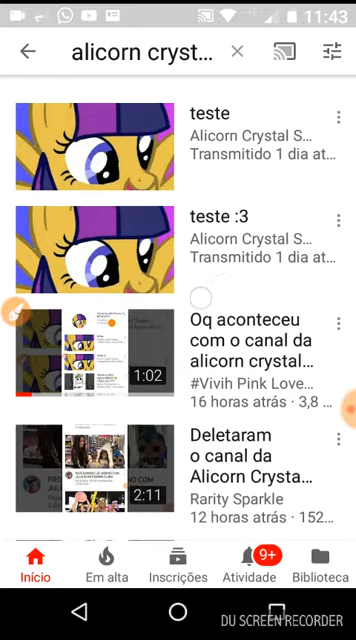 11:43
alicorn cryst...
teste
Alicorn Crystal S...
Transmitido 1 dia at...
teste :3
Alicorn Crystal S...
Transmitido 1 dia at...
Oq aconteceu
com o canal da
alicorn crystal...
#Vivih Pink Love...
16 horas atrás · 3,8 ...
1:02
Deletaram
o canal da
Alicorn Crysta...
Rarity Sparkle
12 horas atrás · 152...
2:11
9+
Início
Em alta
Inscrições
Atividade
Biblioteca
DU SCREEN RECORDER